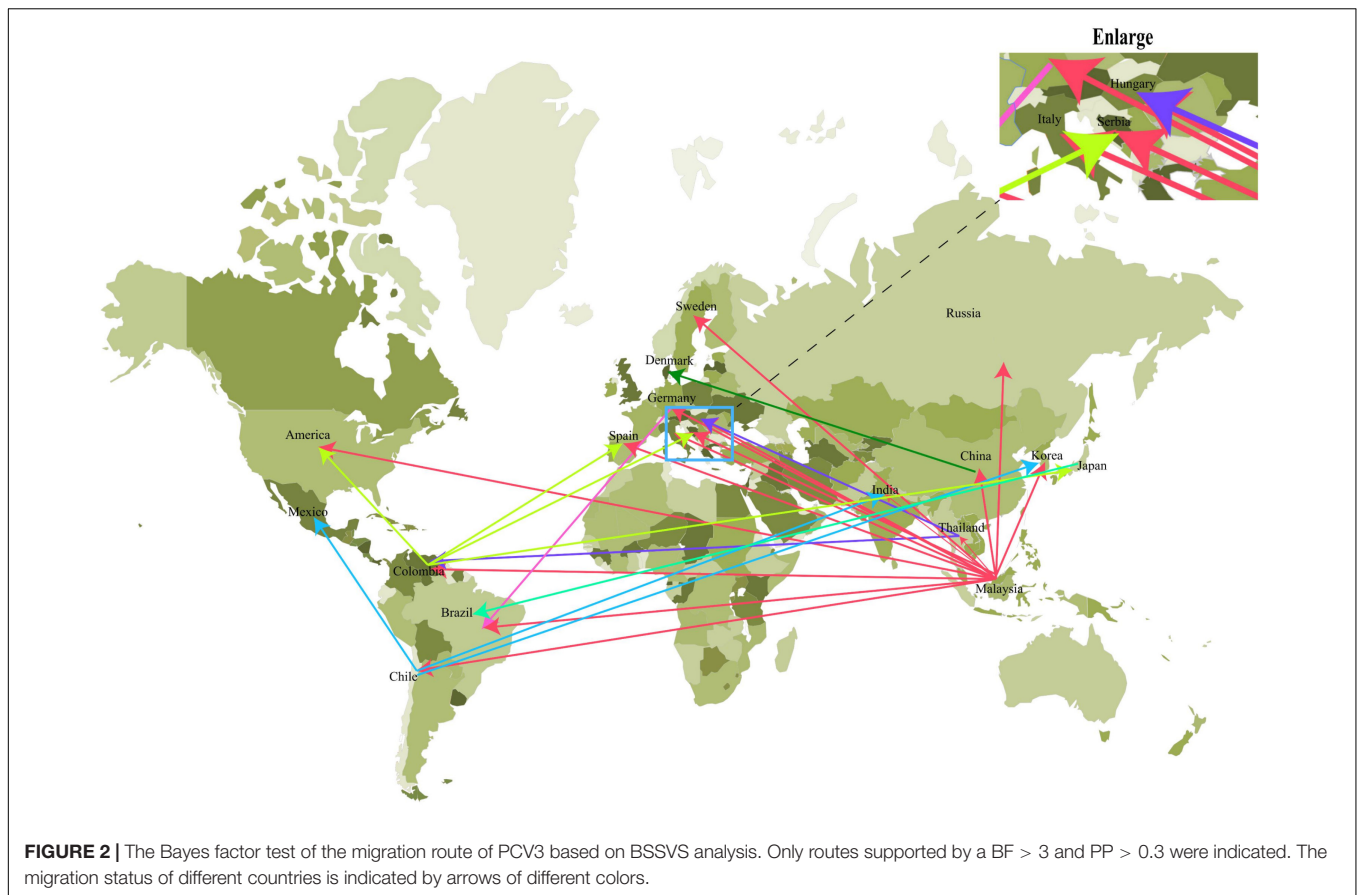 Enlarge
Hungary
Italy
Serbia
Sweden
Russia
Denmark
Germany
America
Spain
China
Korea
Japan
India
Mexico
Thailand
Colombia
Malaysia
Brazil
Chile
FIGURE 2 | The Bayes factor test of the migration route of PCV3 based on BSSVS analysis. Only routes supported by a BF > 3 and PP > 0.3 were indicated. The
migration status of different countries is indicated by arrows of different colors.